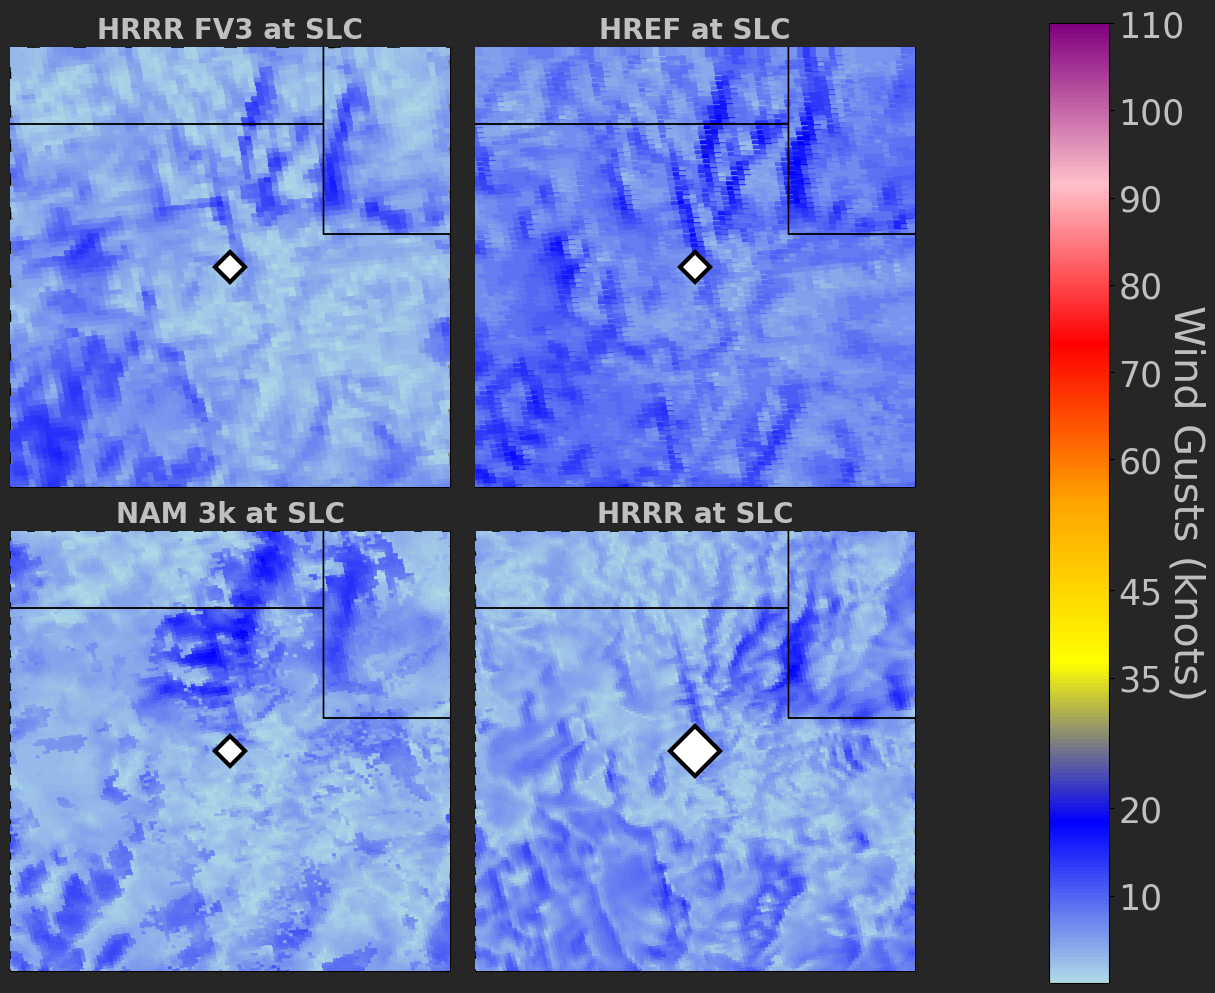 HRRR FV3 at SLC
HREF at SLC
NAM 3k at SLC
HRRR at SLC
110
100
90
80
70
60
45
35
20
10
Wind Gusts (knots)